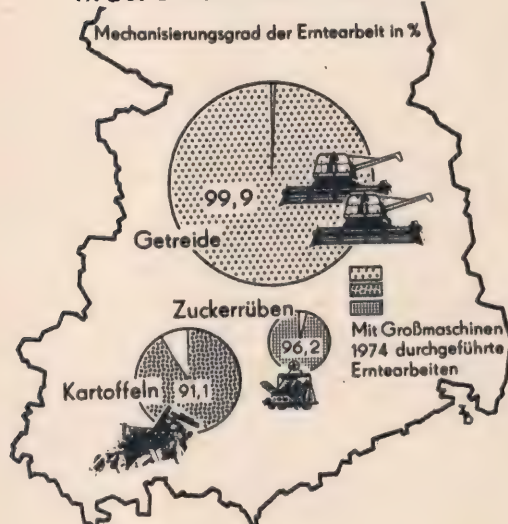 Mechanisierungsgrad der Erntearbeit in %
99,9
Getreide
Zuckerrüben
96,2
Mit Großmaschinen
1974 durchgeführte
Erntearbeiten
Kartoffeln 91,1